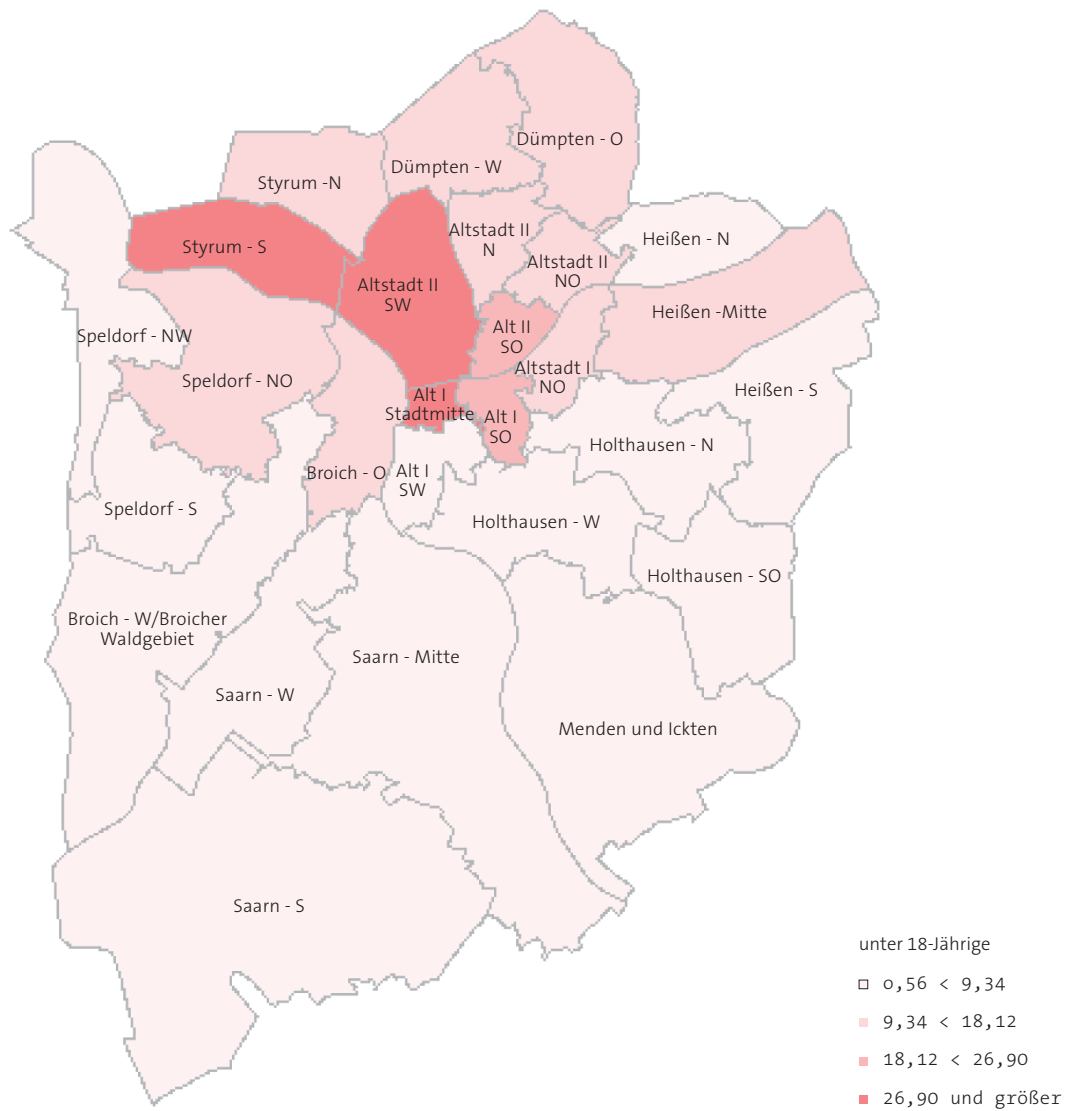 Dümpten - O
Dümpten - W
Styrum -N
Altstadt II
N
Heißen - N
Styrum - S
Altstadt II
NO
Altstadt II
SW
Heißen -Mitte
Alt II
SO
Speldorf - NW
Altstadt I
NO
Speldorf - NO
Heißen - S
Alt I
Stadtmitte
Alt I
SO
Holthausen - N
Broich - O
Alt I
SW
Speldorf - S
Holthausen - W
Holthausen - SO
Broich - W/Broicher
Waldgebiet
Saarn - Mitte
Saarn - W
Menden und Ickten
Saarn - S
unter 18-Jährige
0,56 < 9,34
9,34 < 18,12
18,12 < 26,90
26,90 und größer